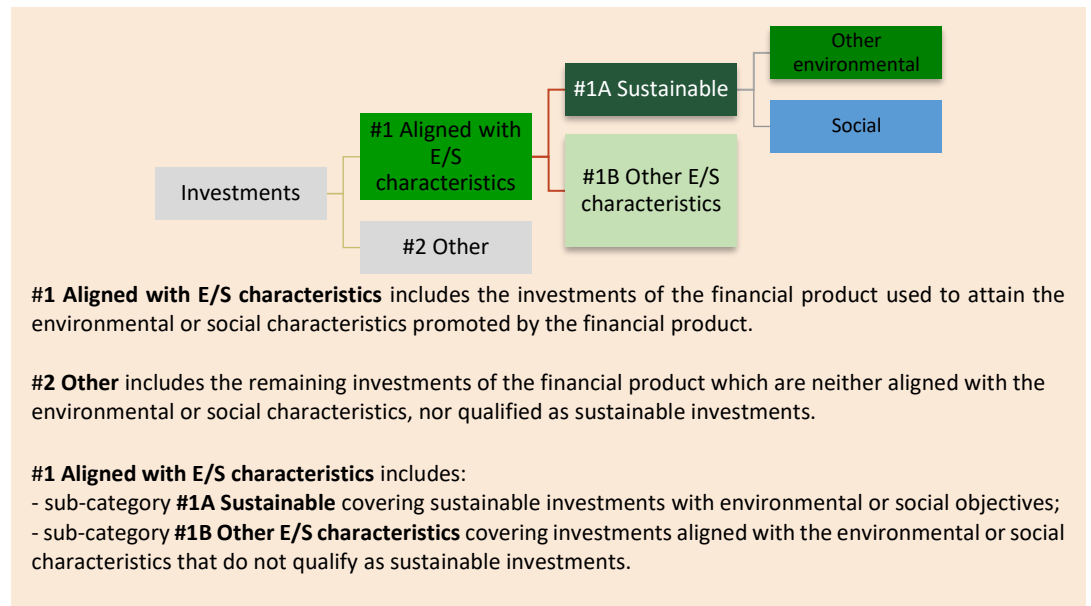 Other
environmental
#1A Sustainable
#1 Aligned with
E/S
characteristics
Social
#1B Other E/S
characteristics
Investments
#2 Other
#1 Aligned with E/S characteristics includes the investments of the financial product used to attain the
environmental or social characteristics promoted by the financial product.
#2 Other includes the remaining investments of the financial product which are neither aligned with the
environmental or social characteristics, nor qualified as sustainable investments.
#1 Aligned with E/S characteristics includes:
- sub-category #1A Sustainable covering sustainable investments with environmental or social objectives;
- sub-category #1B Other E/S characteristics covering investments aligned with the environmental or social
characteristics that do not qualify as sustainable investments.